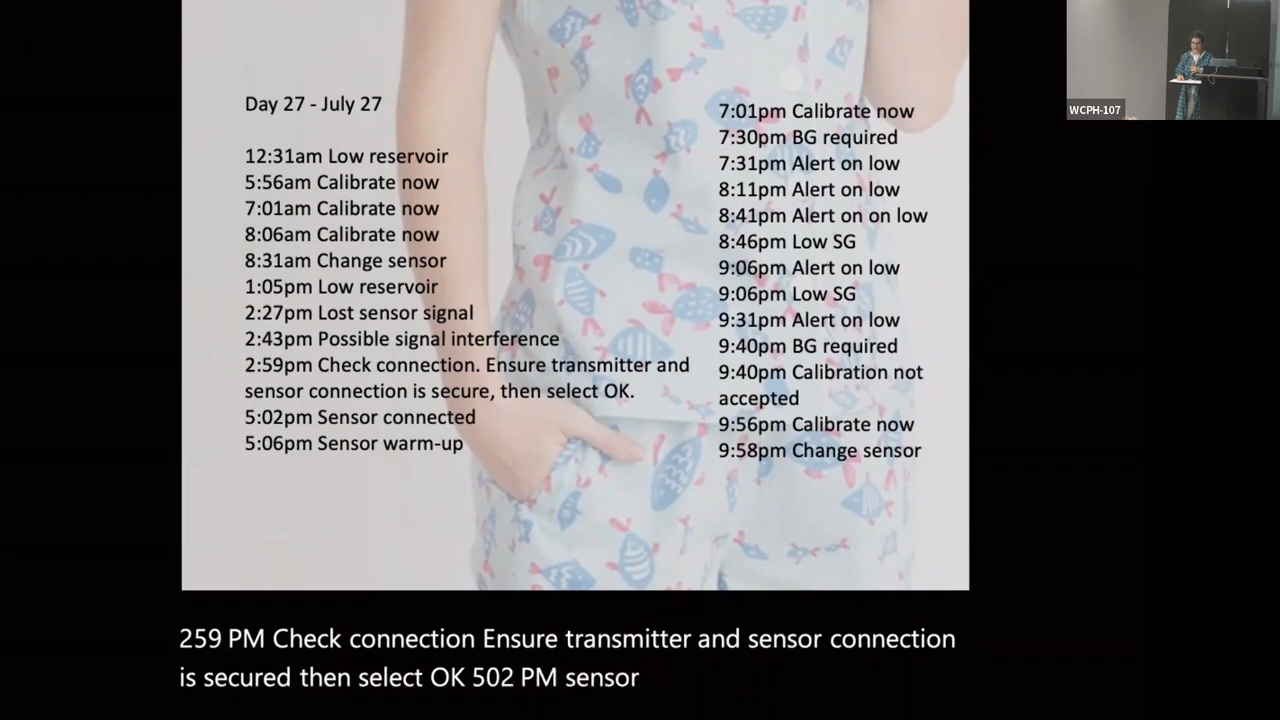 WCPH-107
Day 27 - July 27
12:31am Low reservoir
5:56am Calibrate now
7:01am Calibrate now
8:06am Calibrate now
8:31am Change sensor
1:05pm Low reservoir
2:27pm Lost sensor signal
2:43pm Possible signal interference
2:59pm Check connection. Ensure transmitter and
sensor connection is secure, then select OK.
5:02pm Sensor connected
5:06pm Sensor warm-up
7:01pm Calibrate now
7:30pm BG required
7:31pm Alert on low
8:11pm Alert on low
8:41pm Alert on on low
8:46pm Low SG
9:06pm Alert on low
9:06pm Low SG
9:31pm Alert on low
9:40pm BG required
9:40pm Calibration not
accepted
9:56pm Calibrate now
9:58pm Change sensor
259 PM Check connection Ensure transmitter and sensor connection
is secured then select OK 502 PM sensor